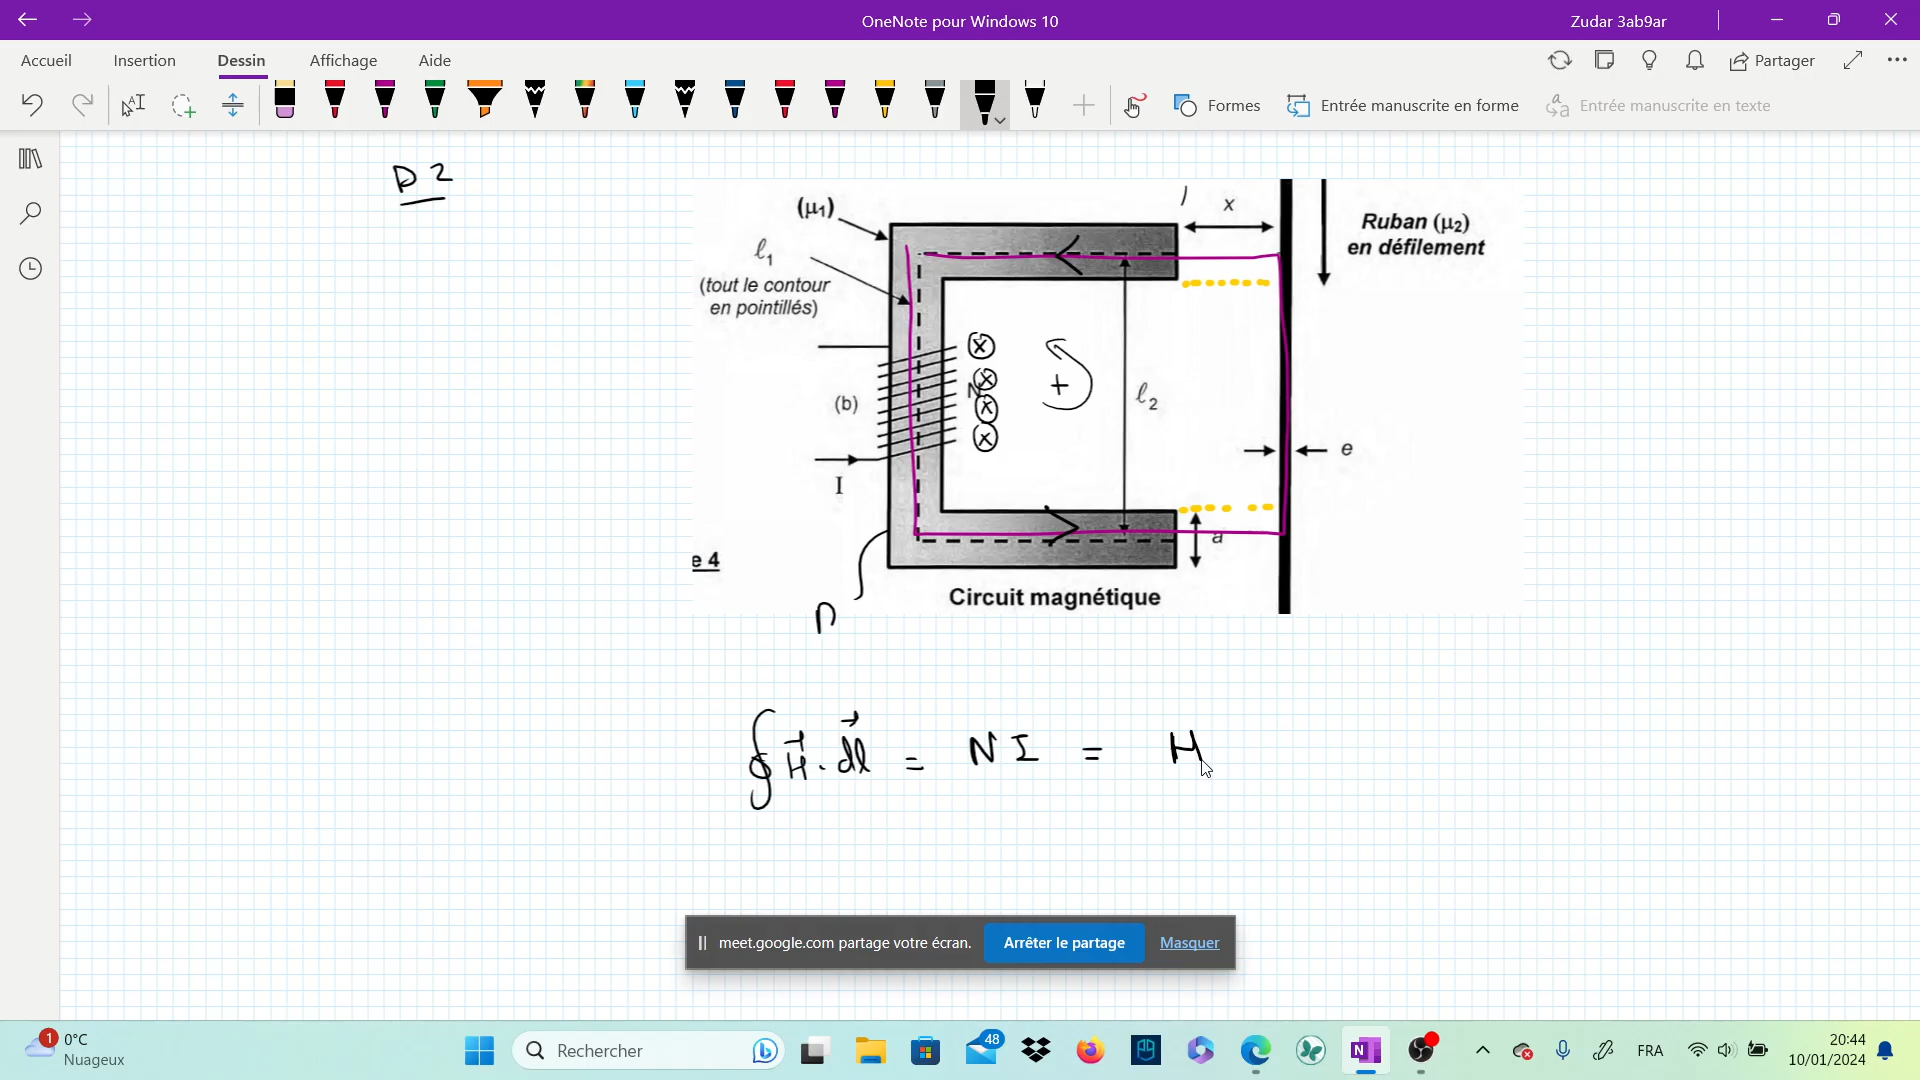 OneNote pour Windows 10
Zudar 3ab9ar
Accueil
Insertion
Dessin
Affichage
Aide
Partager
Formes
Entrée manuscrite en forme
Entrée manuscrite en texte
D 2
(μ₁)
x
Ruban (μ₂)
en défilement
ℓ₁
(tout le contour
en pointillés)
N
+
(b)
ℓ₂
e
I
a
e 4
Circuit magnétique
∮ H⃗ . dl⃗ = N I = H
meet.google.com partage votre écran.
Arrêter le partage
Masquer
1
0°C
Nuageux
Rechercher
48
FRA
20:44
10/01/2024